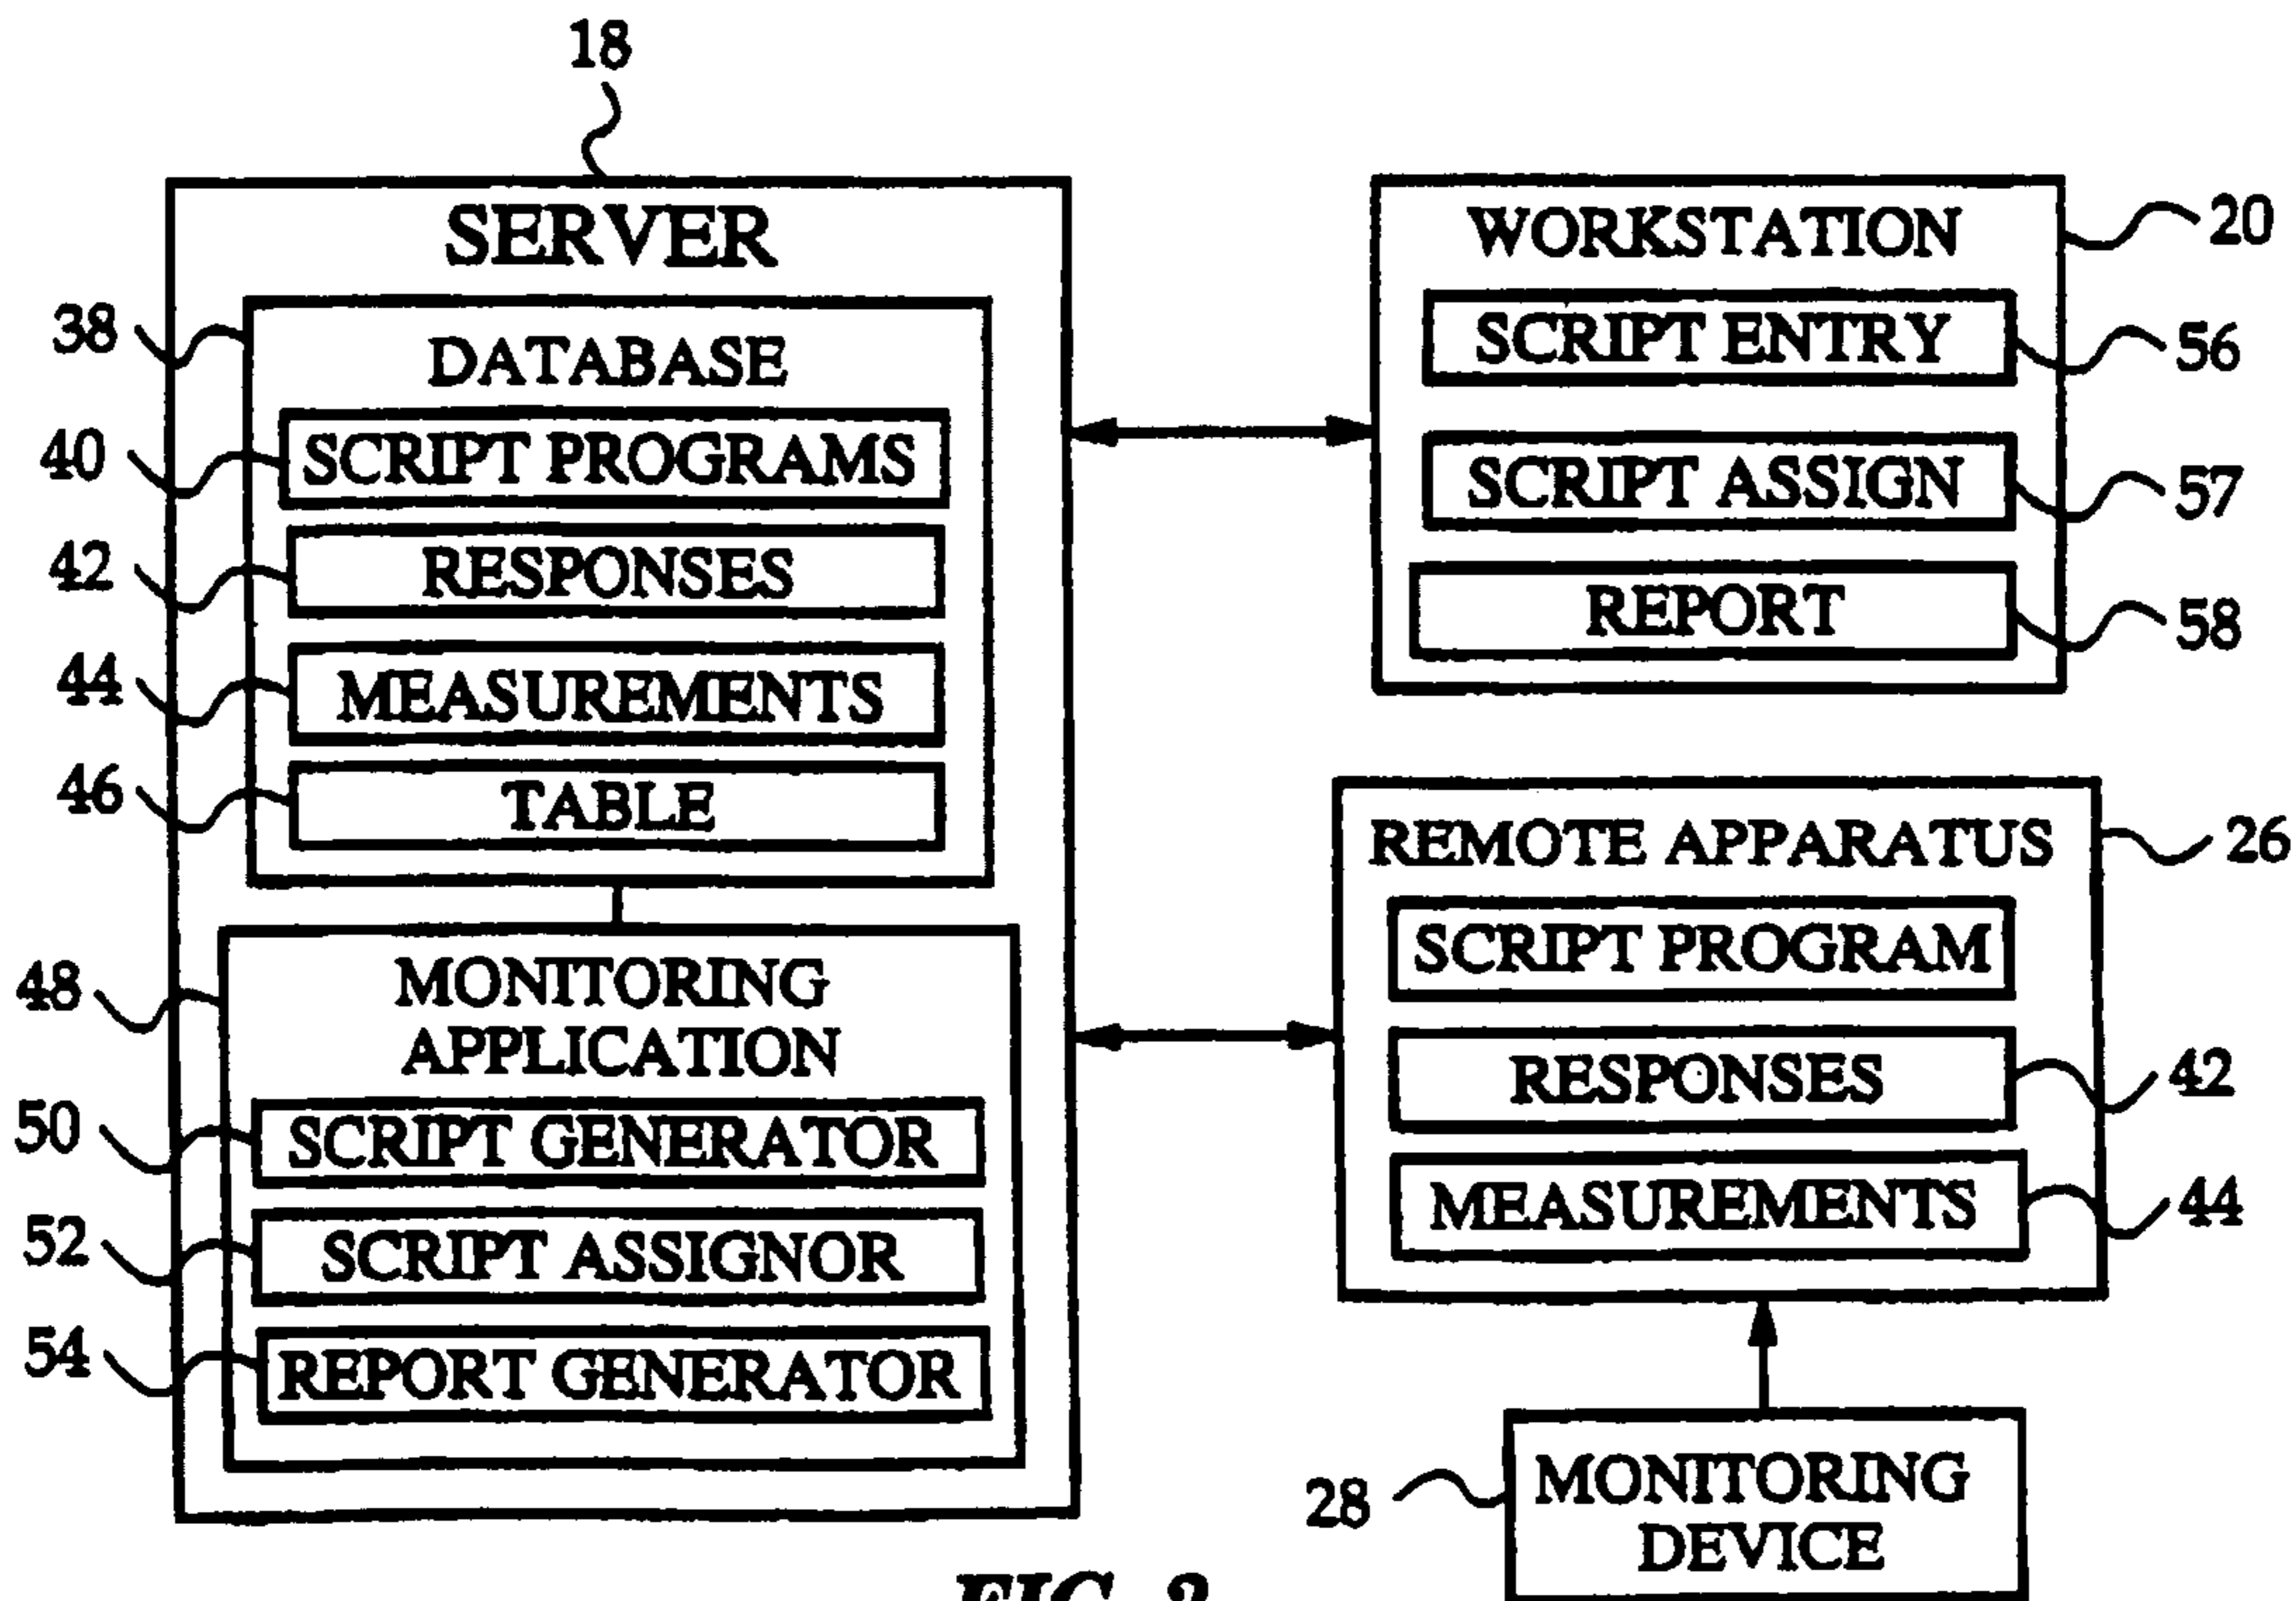 18
SERVER
38
DATABASE
40
SCRIPT PROGRAMS
42
RESPONSES
44
MEASUREMENTS
46
TABLE
48
MONITORING
APPLICATION
50
SCRIPT GENERATOR
52
SCRIPT ASSIGNOR
54
REPORT GENERATOR
WORKSTATION
20
SCRIPT ENTRY
56
SCRIPT ASSIGN
57
REPORT
58
REMOTE APPARATUS
26
SCRIPT PROGRAM
RESPONSES
42
MEASUREMENTS
44
28
MONITORING
DEVICE